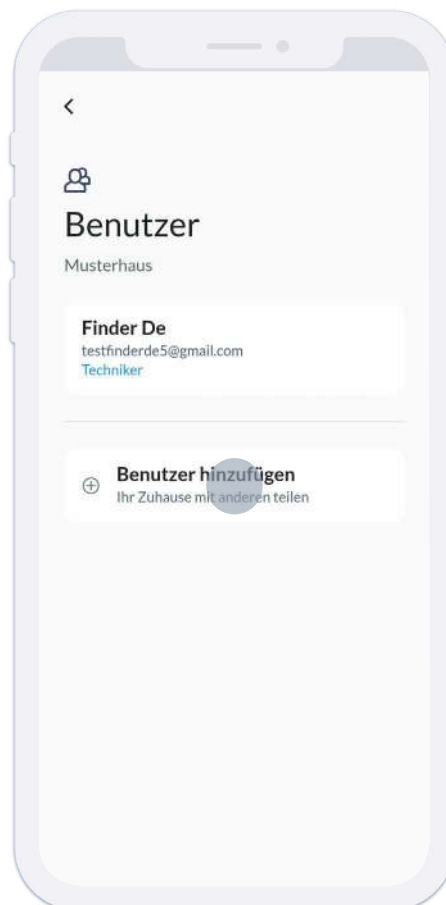 Benutzer
Musterhaus
Finder De
testfinderde5@gmail.com
Techniker
Benutzer hinzufügen
Ihr Zuhause mit anderen teilen